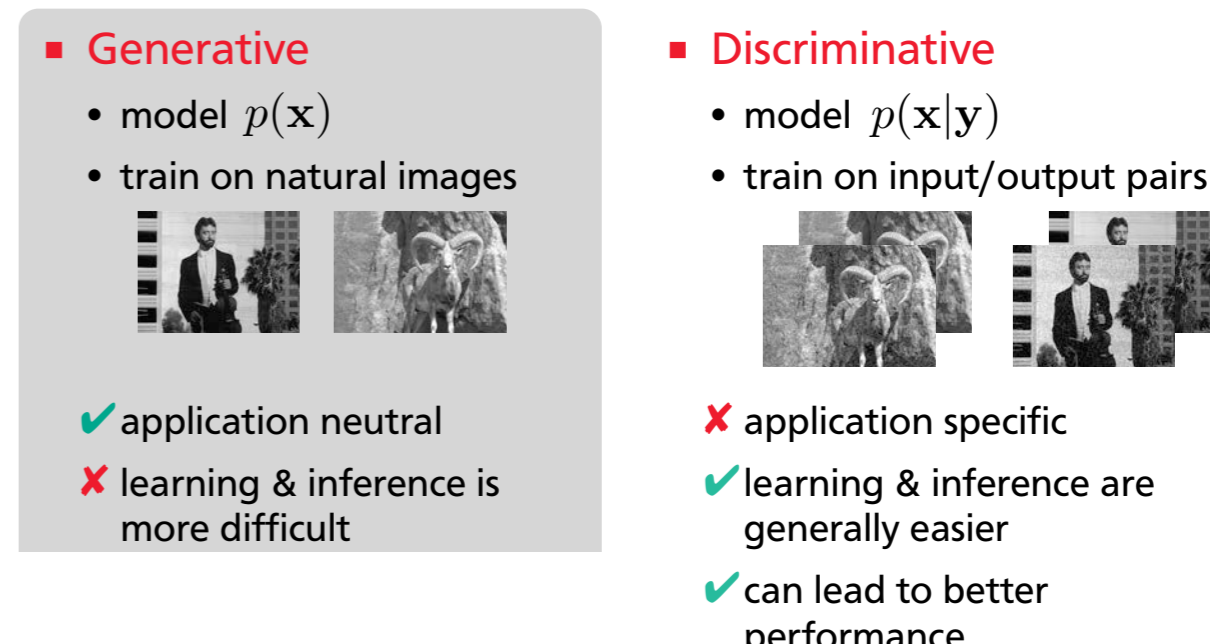 Generative
• model p(x)
• train on natural images
✔ application neutral
✘ learning & inference is
more difficult
Discriminative
• model p(x|y)
• train on input/output pairs
✘ application specific
✔ learning & inference are
generally easier
✔ can lead to better
performance